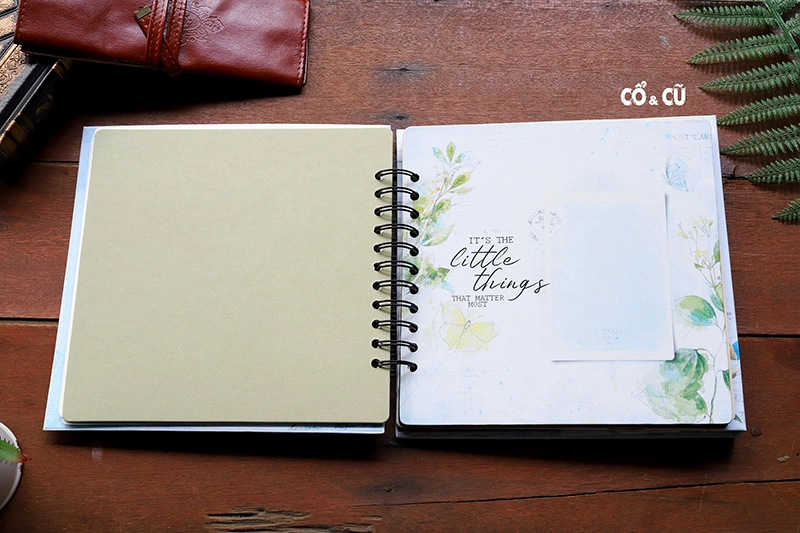 CỔ & CŨ
POST CARD
IT'S THE
little
things
THAT MATTER
MOST